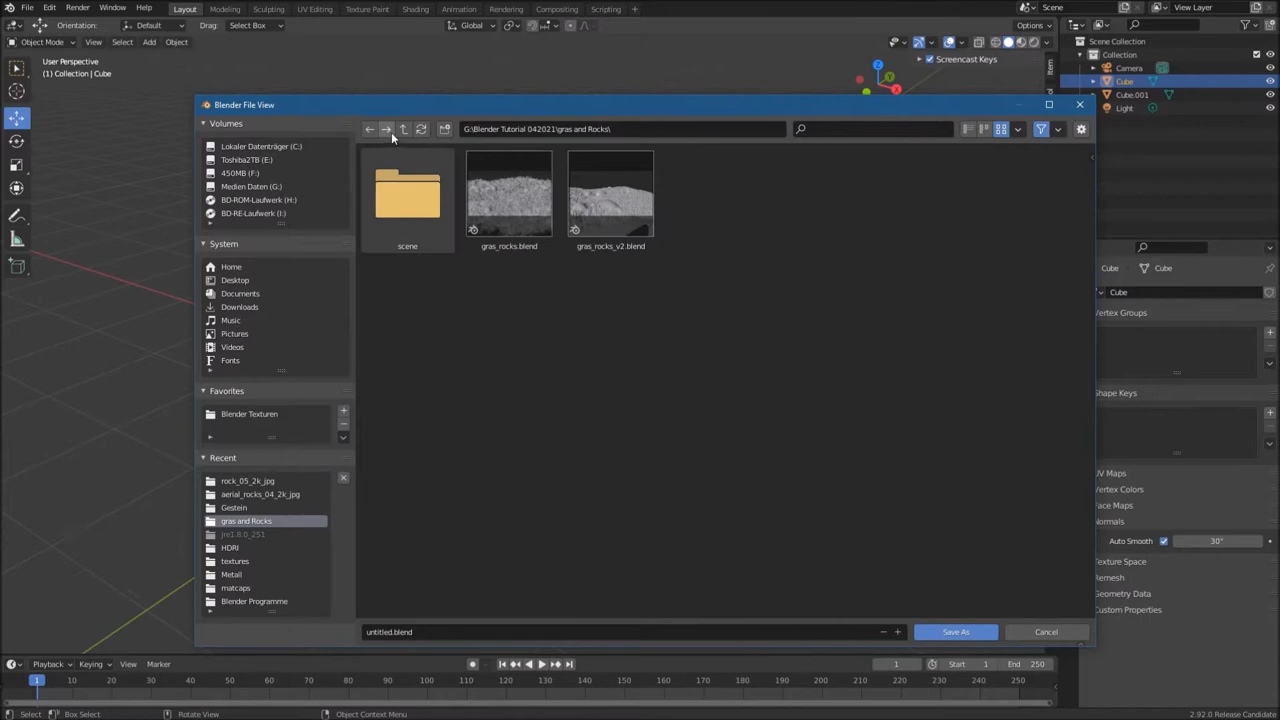 File Edit Render Window Help Layout Modeling Sculpting UV Editing Texture Paint Shading Animation Rendering Compositing Scripting + Scene View Layer
Orientation: Default Drag: Select Box Global Options
Object Mode View Select Add Object
User Perspective
(1) Collection | Cube
Screencast Keys
Item
Z
Y
X
Scene Collection
Collection
Camera
Cube
Cube.001
Light
Blender File View
Volumes
Lokaler Datenträger (C:)
Toshiba2TB (E:)
450MB (F:)
Medien Daten (G:)
BD-ROM-Laufwerk (H:)
BD-RE-Laufwerk (I:)
System
Home
Desktop
Documents
Downloads
Music
Pictures
Videos
Fonts
Favorites
Blender Texturen
Recent
rock_05_2k_jpg
aerial_rocks_04_2k_jpg
Gestein
gras and Rocks
jre1.8.0_251
HDRI
textures
Metall
matcaps
Blender Programme
G:\Blender Tutorial 042021\gras and Rocks\
scene
gras_rocks.blend
gras_rocks_v2.blend
untitled.blend
Save As
Cancel
Cube Cube
Cube
Vertex Groups
Shape Keys
UV Maps
Vertex Colors
Face Maps
Normals
Auto Smooth 30°
Texture Space
Remesh
Geometry Data
Custom Properties
Playback Keying View Marker 1 Start 1 End 250
1 10 20 30 40 50 60 70 80 90 100 110 120 130 140 150 160 170 180 190 200 210 220 230 240 250
Select Box Select Rotate View Object Context Menu 2.92.0 Release Candidate